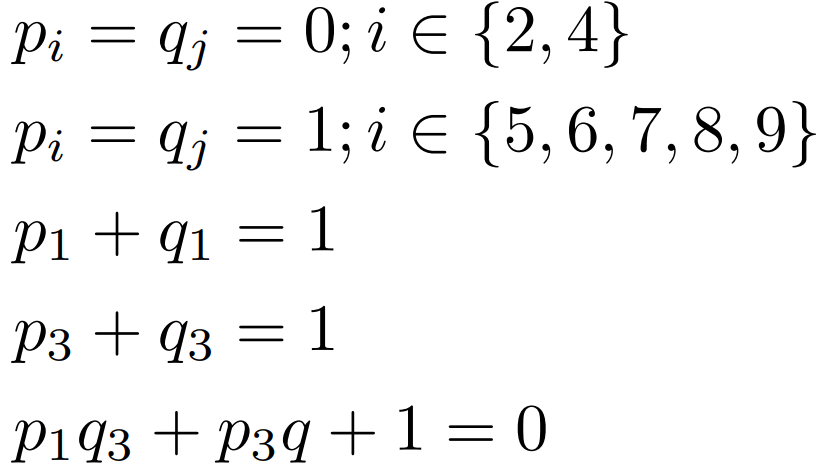 p_i = q_j = 0; i ∈ {2, 4}
p_i = q_j = 1; i ∈ {5, 6, 7, 8, 9}
p_1 + q_1 = 1
p_3 + q_3 = 1
p_1q_3 + p_3q + 1 = 0